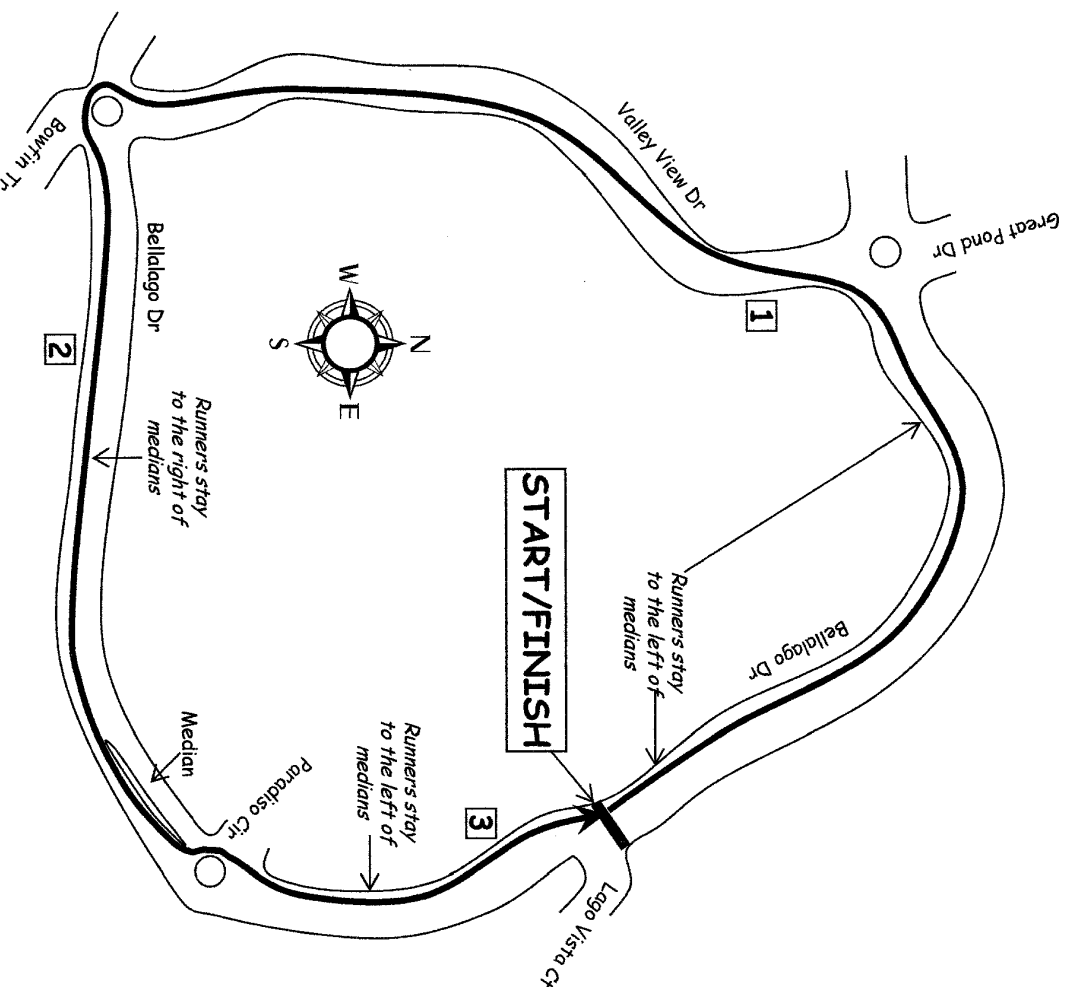 Great Pond Dr
Valley View Dr
1
Bowfin Tr
Bellalago Dr
2
W
N
S
E
Runners stay
to the right of
medians
START/FINISH
Runners stay
to the left of
medians
Bellalago Dr
Median
Paradiso Cir
Runners stay
to the left of
medians
3
Lago Vista Ct